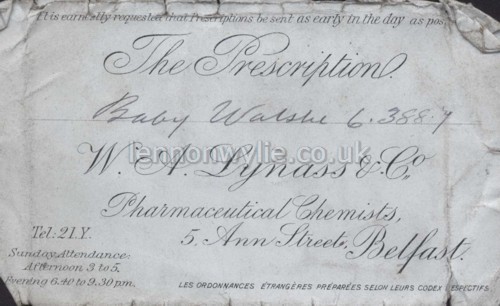 It is earnestly requested that Prescriptions be sent as early in the day as pos
The Prescription.
Baby Walshe 6.388.7
lennonwylie.co.uk
W. A. Lynass & Co
Pharmaceutical Chemists,
5, Ann Street, Belfast.
Tel: 21.Y.
Sunday Attendance:
Afternoon 3 to 5,
Evening 6.40 to 9.30 pm.
LES ORDONNANCES ÉTRANGÈRES PRÉPARÉES SELON LEURS CODEX ESPECTIFS